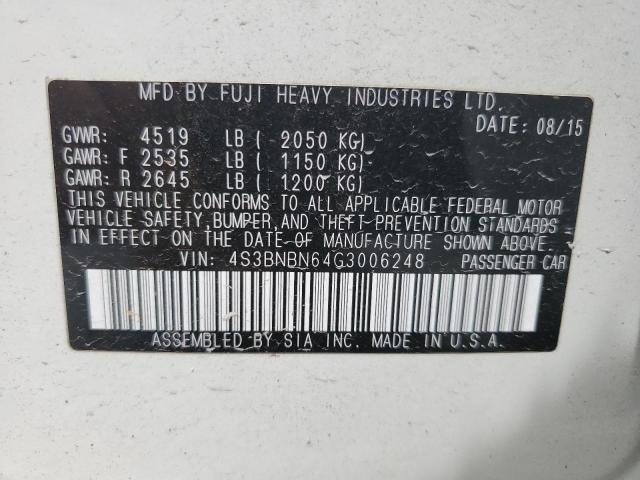 MFD BY FUJI HEAVY INDUSTRIES LTD.
DATE: 08/15
GVWR: 4519 LB ( 2050 KG)
GAWR: F 2535 LB ( 1150 KG)
GAWR: R 2645 LB ( 1200 KG)
THIS VEHICLE CONFORMS TO ALL APPLICABLE FEDERAL MOTOR
VEHICLE SAFETY, BUMPER, AND THEFT PREVENTION STANDARDS
IN EFFECT ON THE DATE OF MANUFACTURE SHOWN ABOVE.
VIN: 4S3BNBN64G3006248 PASSENGER CAR
ASSEMBLED BY SIA INC. MADE IN U.S.A.